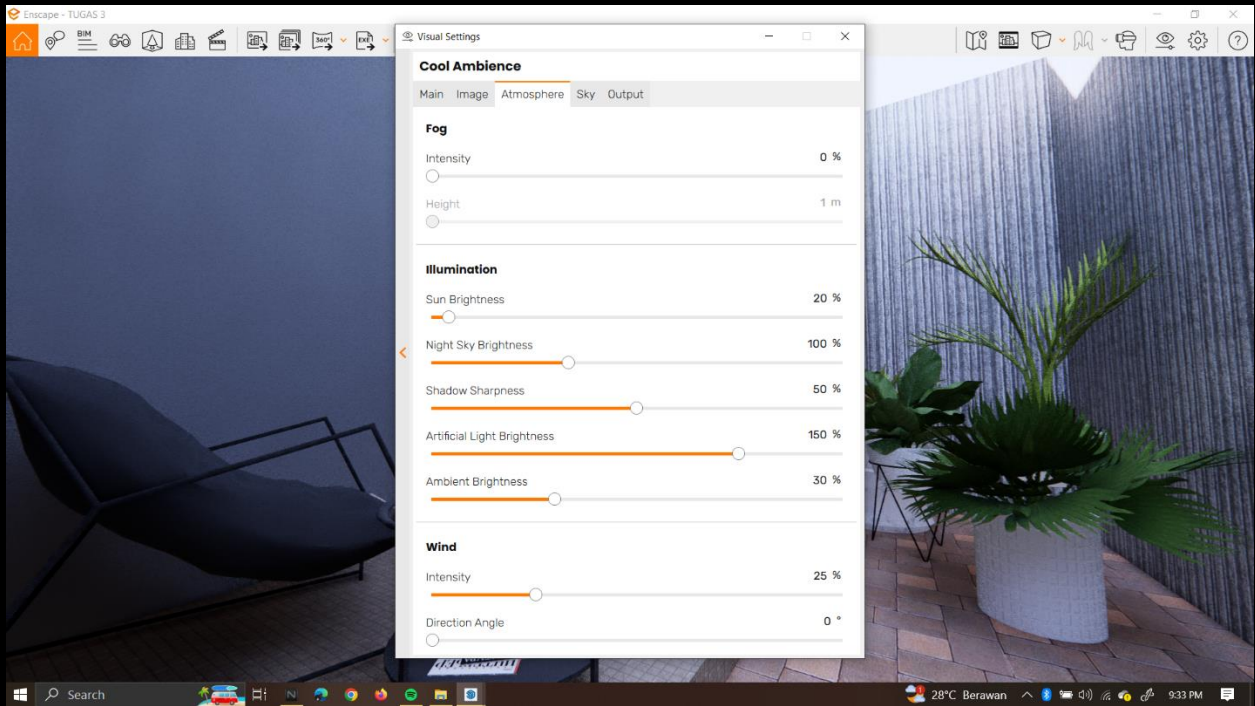 Enscape - TUGAS 3
BIM
360°
EXE
Visual Settings
Cool Ambience
Main Image Atmosphere Sky Output
Fog
Intensity 0 %
Height 1 m
Illumination
Sun Brightness 20 %
Night Sky Brightness 100 %
Shadow Sharpness 50 %
Artificial Light Brightness 150 %
Ambient Brightness 30 %
Wind
Intensity 25 %
Direction Angle 0 °
Search
28°C Berawan
9:33 PM